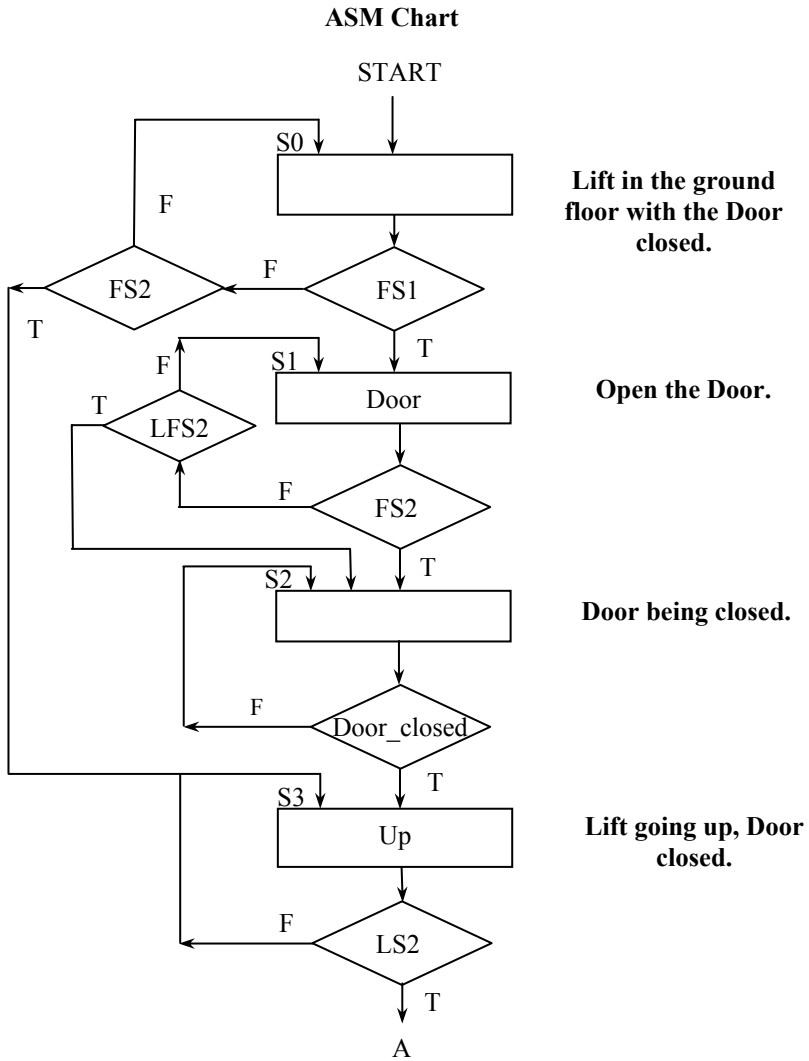 ASM Chart
START
S0
Lift in the ground
floor with the Door
closed.
F
F
FS2
FS1
T
T
S1
F
Door
Open the Door.
T
LFS2
F
FS2
T
S2
Door being closed.
F
Door_closed
T
S3
Up
Lift going up, Door
closed.
F
LS2
T
A